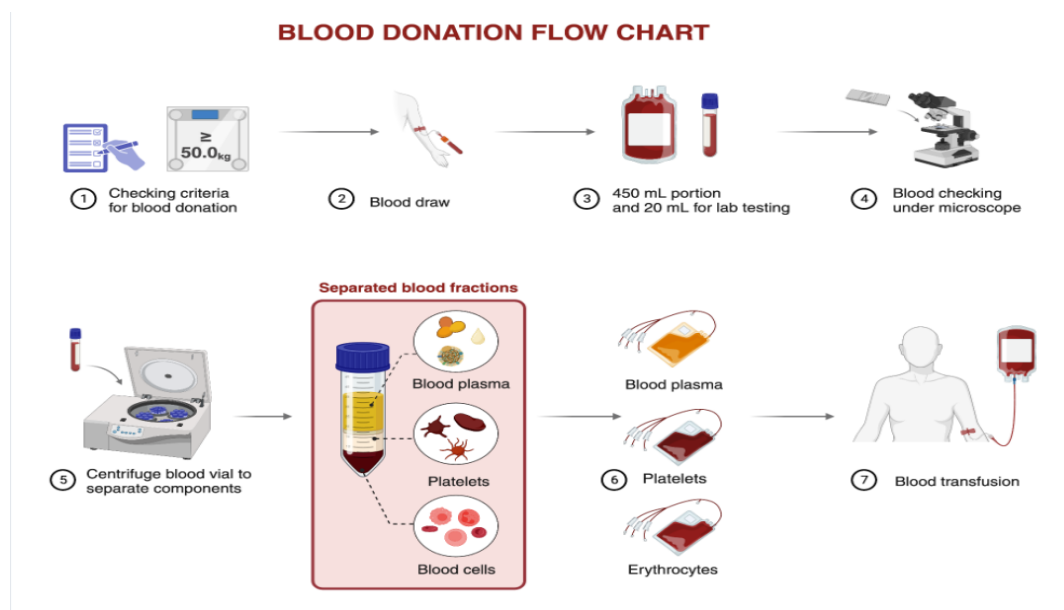 BLOOD DONATION FLOW CHART
≥
50.0kg
1 Checking criteria
for blood donation
2 Blood draw
3 450 mL portion
and 20 mL for lab testing
4 Blood checking
under microscope
5 Centrifuge blood vial to
separate components
Separated blood fractions
Blood plasma
Platelets
Blood cells
Blood plasma
6 Platelets
Erythrocytes
7 Blood transfusion